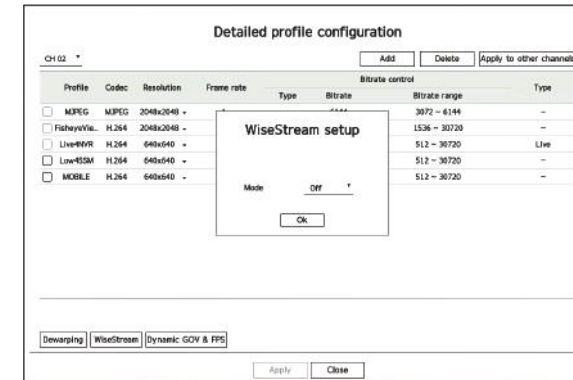 Detailed profile configuration
CH 02
Add Delete Apply to other channels
Profile Codec Resolution Frame rate Bitrate control Type
Type Bitrate Bitrate range
MJPEG MJPEG 2048x2048 3072 ~ 6144 -
FisheyeVie... H.264 2048x2048 1536 ~ 30720 -
Live4NVR H.264 640x640 512 ~ 30720 Live
H.264 640x640 512 ~ 30720 -
MOBILE H.264 640x640 512 ~ 30720 -
WiseStream setup
Mode Off
Ok
Dewarping WiseStream Dynamic GOV & FPS
Apply Close